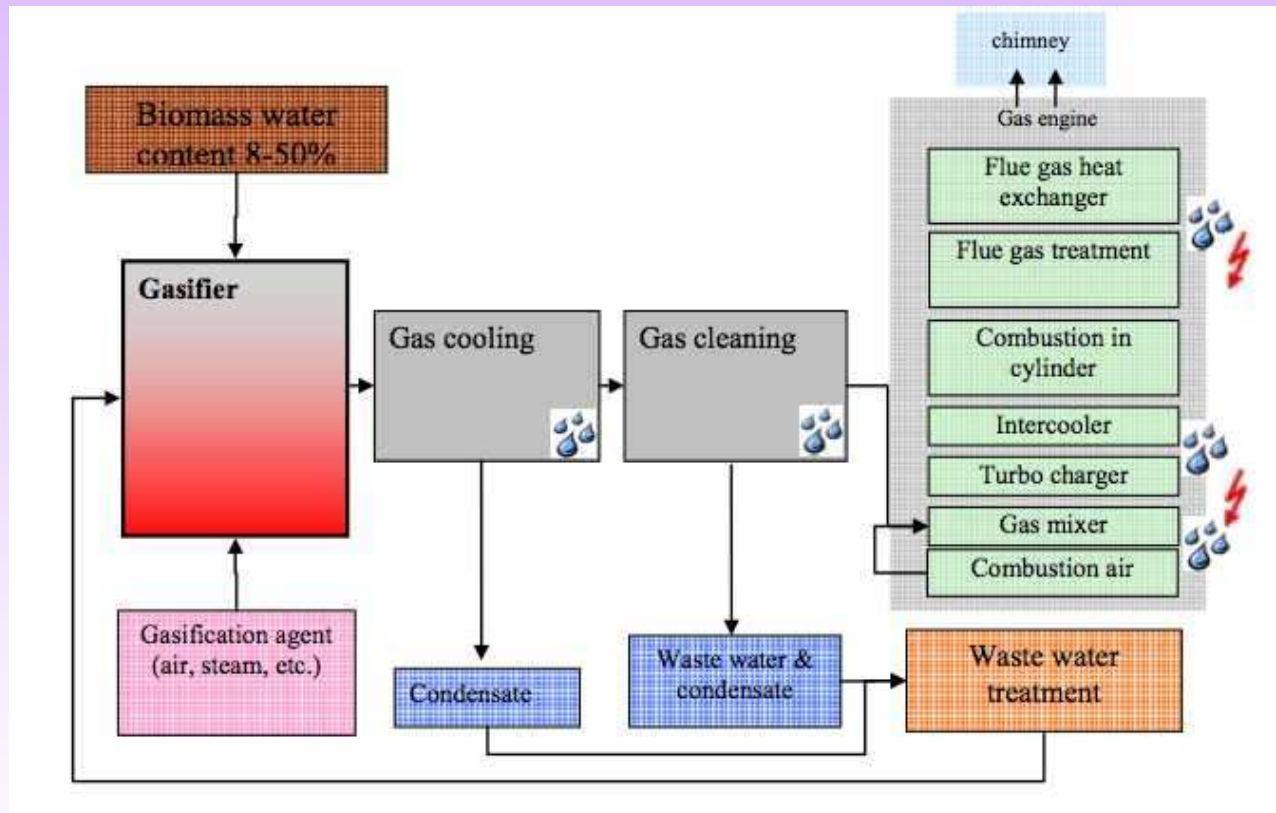 chimney
Gas engine
Biomass water
content 8-50%
Flue gas heat
exchanger
Flue gas treatment
Gasifier
Gas cooling
Gas cleaning
Combustion in
cylinder
Intercooler
Turbo charger
Gas mixer
Combustion air
Gasification agent
(air, steam, etc.)
Condensate
Waste water &
condensate
Waste water
treatment